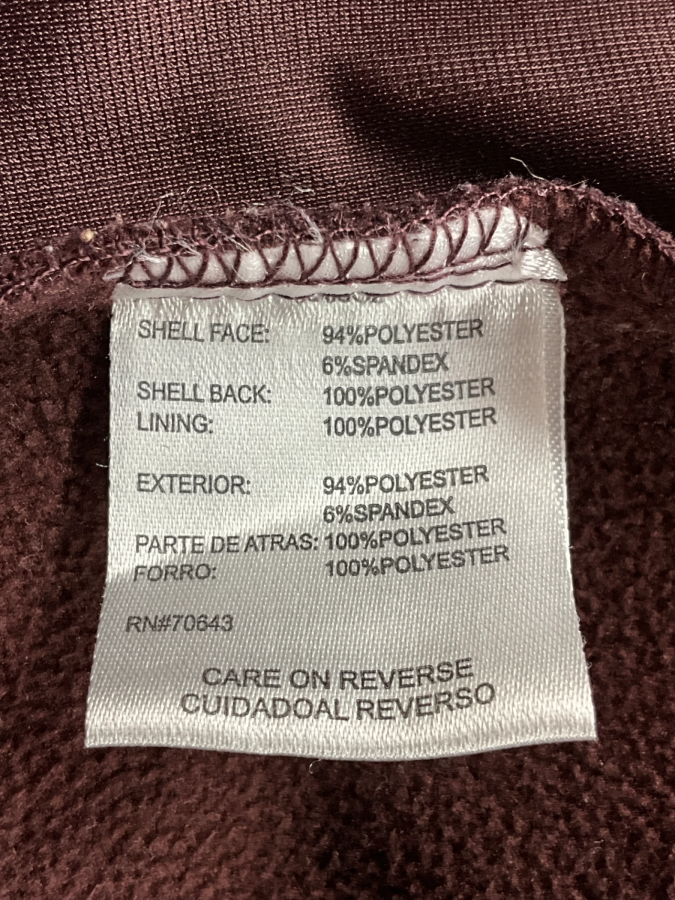 SHELL FACE: 94%POLYESTER
6%SPANDEX
SHELL BACK: 100%POLYESTER
LINING: 100%POLYESTER
EXTERIOR: 94%POLYESTER
6%SPANDEX
PARTE DE ATRAS: 100%POLYESTER
FORRO: 100%POLYESTER
RN#70643
CARE ON REVERSE
CUIDADOAL REVERSO